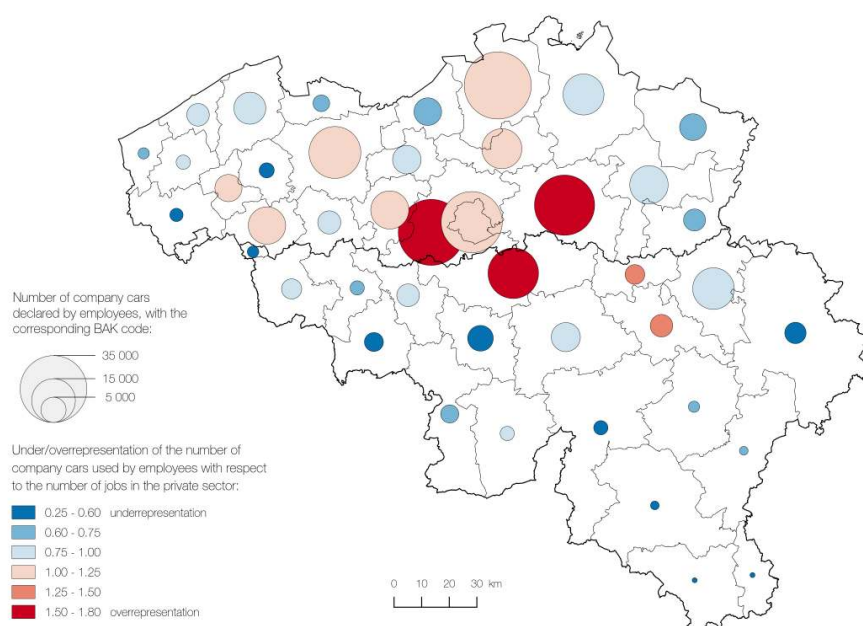 Number of company cars
declared by employees, with the
corresponding BAK code:
35 000
15 000
5 000
Under/overrepresentation of the number of
company cars used by employees with respect
to the number of jobs in the private sector:
0.25 - 0.60 underrepresentation
0.60 - 0.75
0.75 - 1.00
1.00 - 1.25
1.25 - 1.50
1.50 - 1.80 overrepresentation
0 10 20 30 km